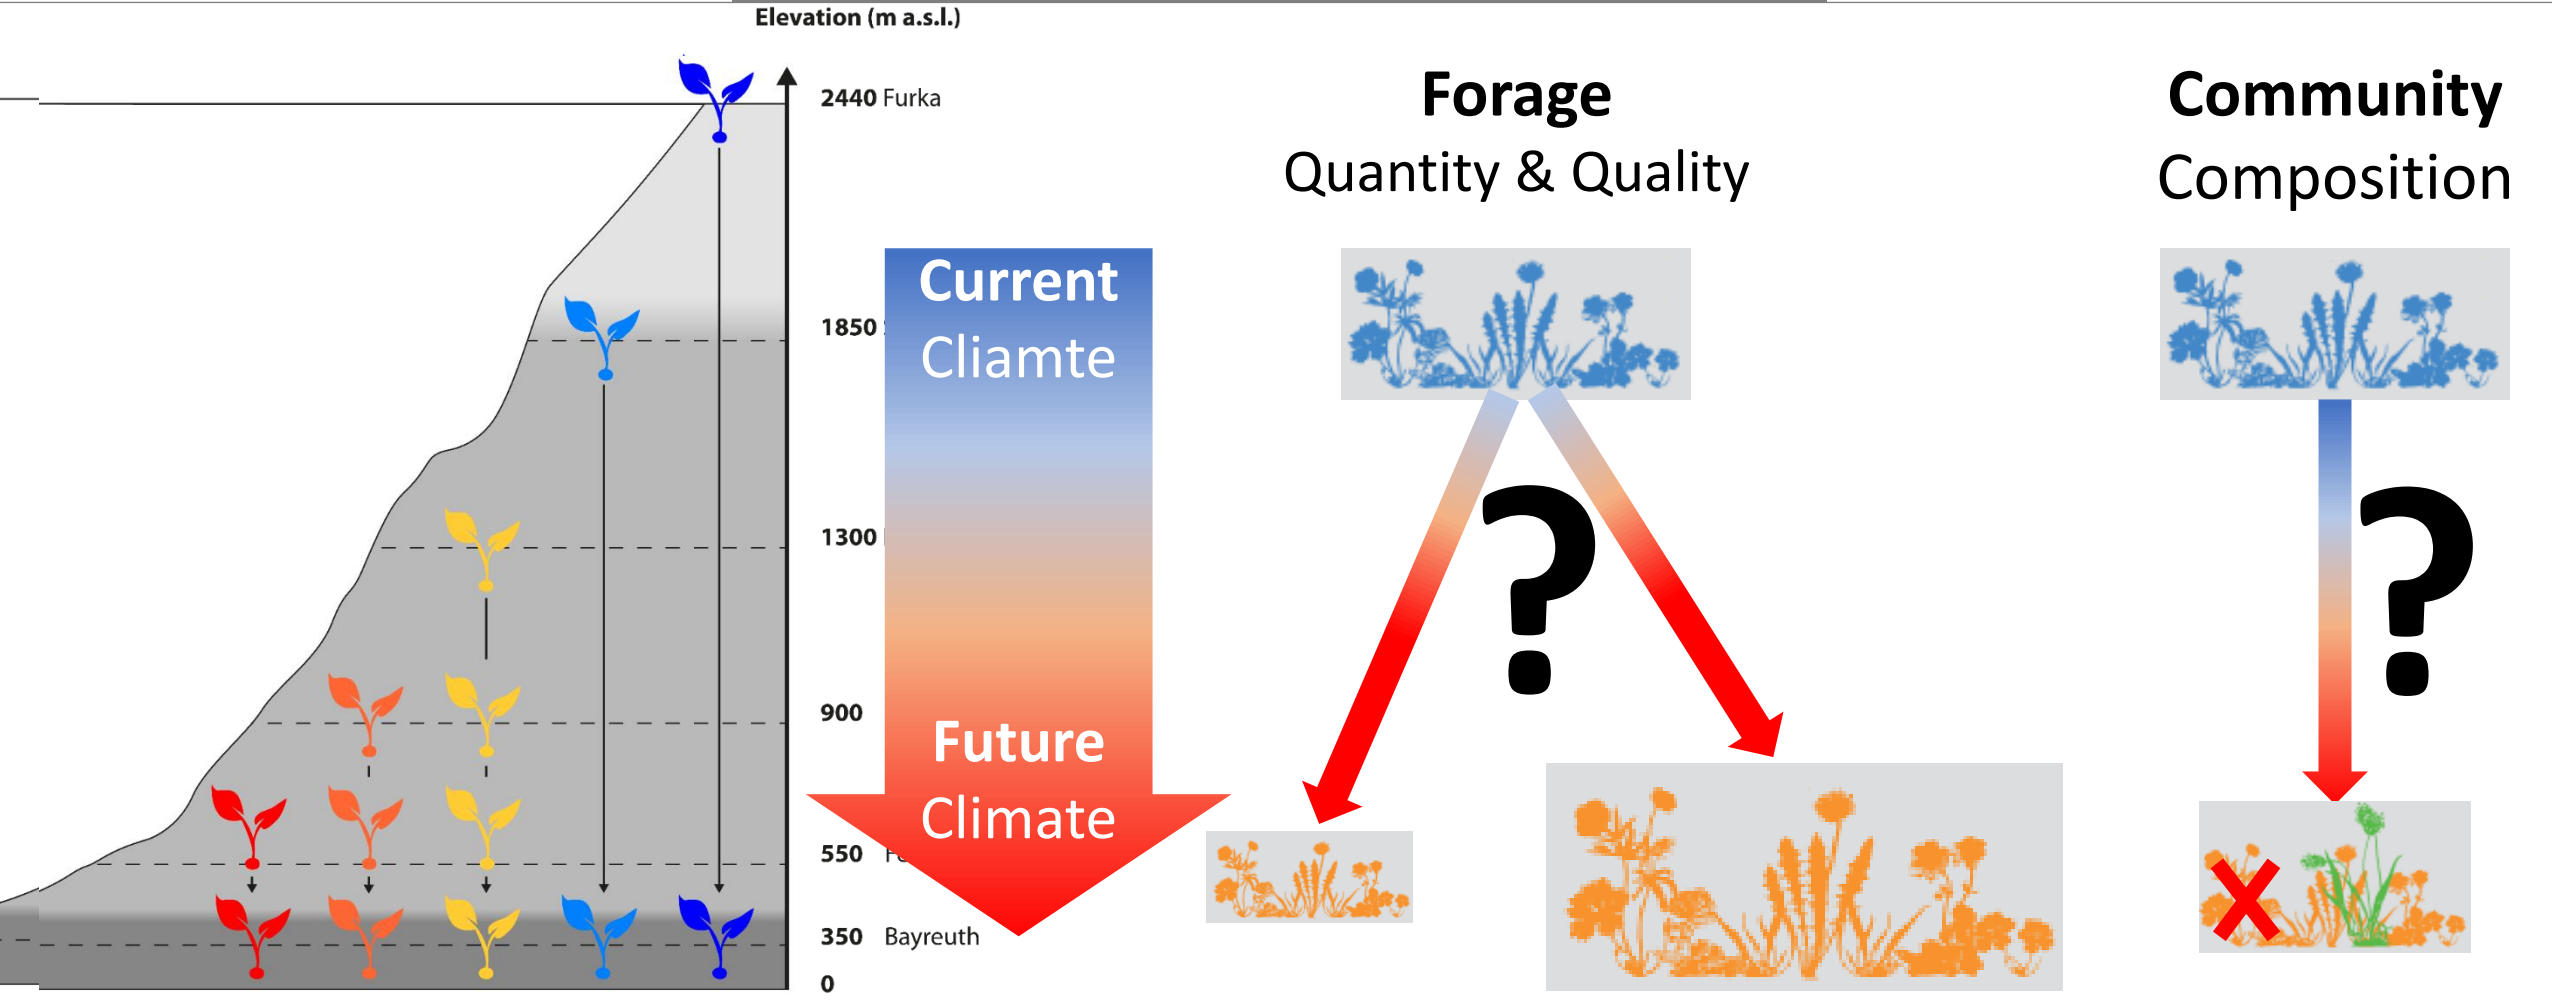 Elevation (m a.s.l.)
2440 Furka
1850
1300
900
550
350 Bayreuth
0
Current
Cliamte
Future
Climate
Forage
Quantity & Quality
?
Community
Composition
?
X